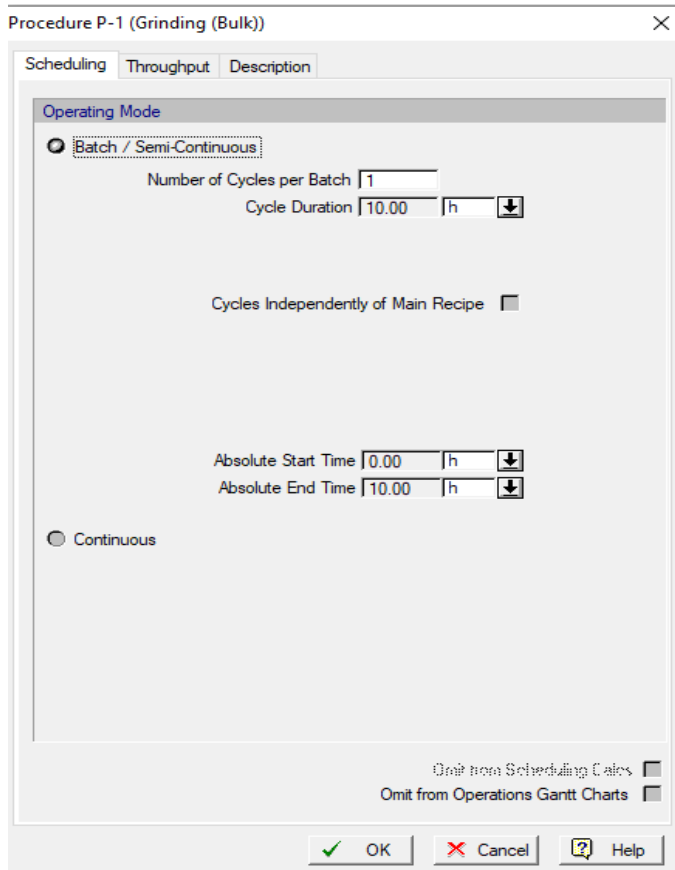 Procedure P-1 (Grinding (Bulk))
Scheduling Throughput Description
Operating Mode
Batch / Semi-Continuous
Number of Cycles per Batch 1
Cycle Duration 10.00 h
Cycles Independently of Main Recipe
Absolute Start Time 0.00 h
Absolute End Time 10.00 h
Continuous
Omit from Scheduling Calcs
Omit from Operations Gantt Charts
OK Cancel Help